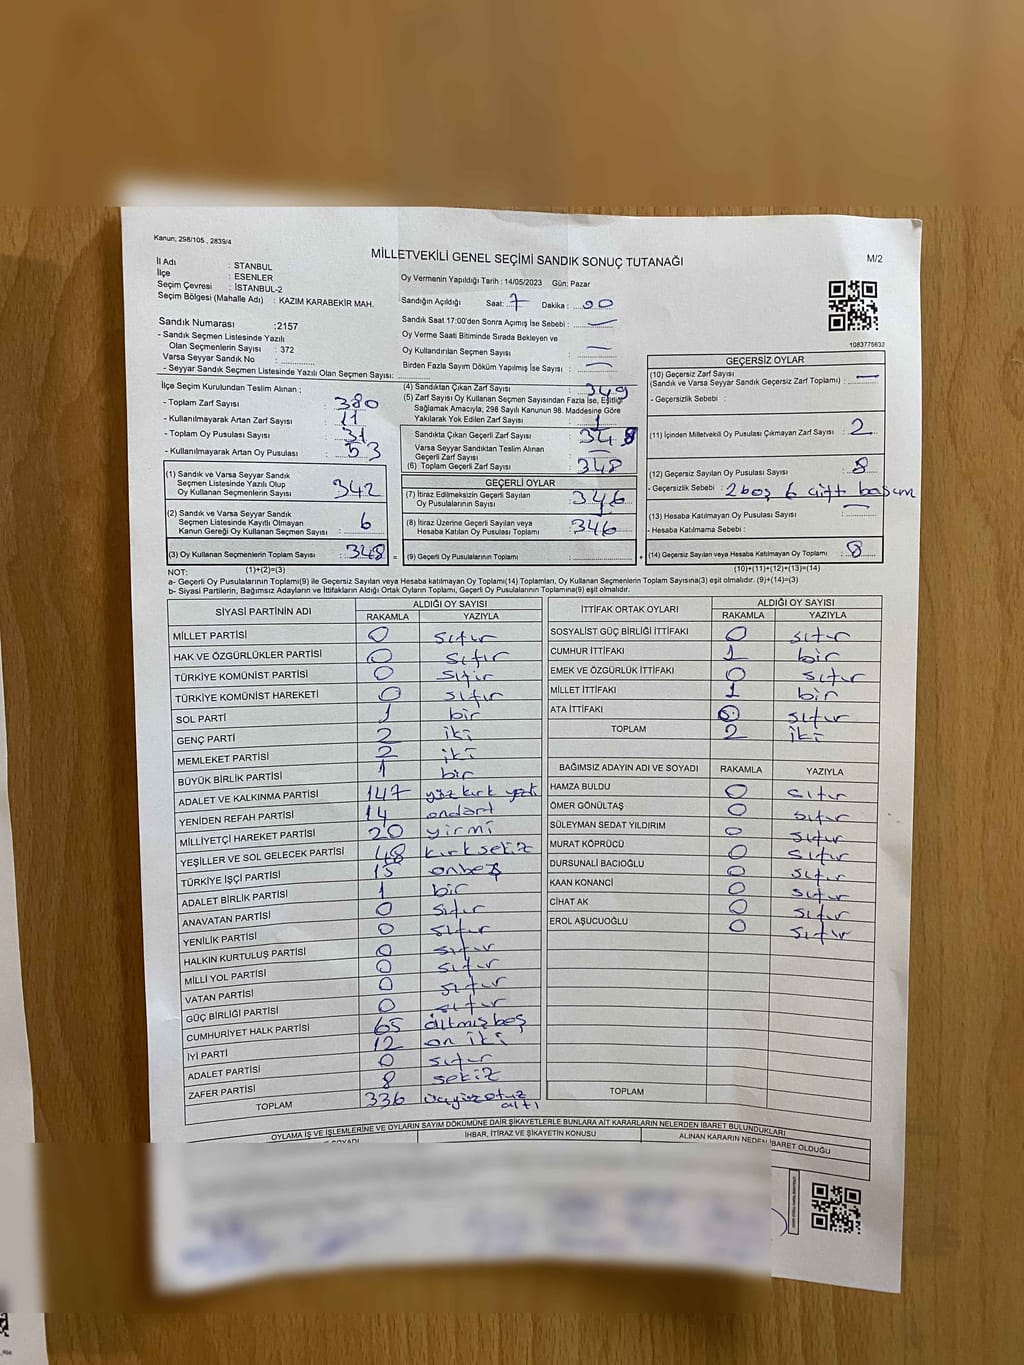 Kanun; 298/105 , 2839/4
MİLLETVEKİLİ GENEL SEÇİMİ SANDIK SONUÇ TUTANAĞI
M/2
İl Adı : STANBUL
İlçe : ESENLER
Seçim Çevresi : İSTANBUL-2
Seçim Bölgesi (Mahalle Adı) : KAZIM KARABEKİR MAH.
Sandık Numarası :2157
- Sandık Seçmen Listesinde Yazılı
Olan Seçmenlerin Sayısı : 372
Varsa Seyyar Sandık No :
- Seyyar Sandık Seçmen Listesinde Yazılı Olan Seçmen Sayısı:
İlçe Seçim Kurulundan Teslim Alınan ;
- Toplam Zarf Sayısı : 380
- Kullanılmayarak Artan Zarf Sayısı : 11
- Toplam Oy Pusulası Sayısı :
- Kullanılmayarak Artan Oy Pusulası : 53
(1) Sandık ve Varsa Seyyar Sandık
Seçmen Listesinde Yazılı Olup
Oy Kullanan Seçmenlerin Sayısı : 342
(2) Sandık ve Varsa Seyyar Sandık
Seçmen Listesinde Kayıtlı Olmayan
Kanun Gereği Oy Kullanan Seçmen Sayısı : 6
(3) Oy Kullanan Seçmenlerin Toplam Sayısı : 348 =
Oy Vermenin Yapıldığı Tarih : 14/05/2023 Gün: Pazar
Sandığın Açıldığı Saat: 7 Dakika : 00
Sandık Saat 17:00'den Sonra Açımış İse Sebebi : —
Oy Verme Saati Bitiminde Sırada Bekleyen ve
Oy Kullandırılan Seçmen Sayısı : —
Birden Fazla Sayım Döküm Yapılmış İse Sayısı : —
(4) Sandıktan Çıkan Zarf Sayısı : 349
(5) Zarf Sayısı Oy Kullanan Seçmen Sayısından Fazla İse, Eşitliği
Sağlamak Amacıyla; 298 Sayılı Kanunun 98. Maddesine Göre
Yakılarak Yok Edilen Zarf Sayısı : 1
Sandıkta Çıkan Geçerli Zarf Sayısı : 348
Varsa Seyyar Sandıktan Teslim Alınan
Geçerli Zarf Sayısı : —
(6) Toplam Geçerli Zarf Sayısı : 348
GEÇERLİ OYLAR
(7) İtiraz Edilmeksizin Geçerli Sayılan
Oy Pusulalarının Sayısı : 346
(8) İtiraz Üzerine Geçerli Sayılan veya
Hesaba Katılan Oy Pusulası Toplamı : 346
(9) Geçerli Oy Pusulalarının Toplamı : +
1083775632
GEÇERSİZ OYLAR
(10) Geçersiz Zarf Sayısı
(Sandık ve Varsa Seyyar Sandık Geçersiz Zarf Toplamı) : —
- Geçersizlik Sebebi :
(11) İçinden Milletvekili Oy Pusulası Çıkmayan Zarf Sayısı : 2
(12) Geçersiz Sayılan Oy Pusulası Sayısı : 8
- Geçersizlik Sebebi : 2 boş 6 çift basım
(13) Hesaba Katılmayan Oy Pusulası Sayısı : —
- Hesaba Katılmama Sebebi :
(14) Geçersiz Sayılan veya Hesaba Katılmayan Oy Toplamı : 8
(1)+(2)=(3)
(10)+(11)+(12)+(13)=(14)
NOT:
a- Geçerli Oy Pusulalarının Toplamı(9) ile Geçersiz Sayılan veya Hesaba katılmayan Oy Toplamı(14) Toplamları, Oy Kullanan Seçmenlerin Toplam Sayısına(3) eşit olmalıdır. (9)+(14)=(3)
b- Siyasi Partilerin, Bağımsız Adayların ve İttifakların Aldığı Ortak Oyların Toplamı, Geçerli Oy Pusulalarının Toplamına(9) eşit olmalıdır.
SİYASİ PARTİNİN ADI ALDIĞI OY SAYISI
RAKAMLA YAZIYLA
MİLLET PARTİSİ 0 sıfır
HAK VE ÖZGÜRLÜKLER PARTİSİ 0 sıfır
TÜRKİYE KOMÜNİST PARTİSİ 0 sıfır
TÜRKİYE KOMÜNİST HAREKETİ 0 sıfır
SOL PARTİ 1 bir
GENÇ PARTİ 2 iki
MEMLEKET PARTİSİ 2 iki
BÜYÜK BİRLİK PARTİSİ 1 bir
ADALET VE KALKINMA PARTİSİ 147 yüz kırk yedi
YENİDEN REFAH PARTİSİ 14 ondört
MİLLİYETÇİ HAREKET PARTİSİ 20 yirmi
YEŞİLLER VE SOL GELECEK PARTİSİ 48 kırk sekiz
TÜRKİYE İŞÇİ PARTİSİ 15 onbeş
ADALET BİRLİK PARTİSİ 1 bir
ANAVATAN PARTİSİ 0 sıfır
YENİLİK PARTİSİ 0 sıfır
HALKIN KURTULUŞ PARTİSİ 0 sıfır
MİLLİ YOL PARTİSİ 0 sıfır
VATAN PARTİSİ 0 sıfır
GÜÇ BİRLİĞİ PARTİSİ 0 sıfır
CUMHURİYET HALK PARTİSİ 65 altmış beş
İYİ PARTİ 12 on iki
ADALET PARTİSİ 0 sıfır
ZAFER PARTİSİ 8 sekiz
TOPLAM 336 üçyüz otuz altı
İTTİFAK ORTAK OYLARI ALDIĞI OY SAYISI
RAKAMLA YAZIYLA
SOSYALİST GÜÇ BİRLİĞİ İTTİFAKI 0 sıfır
CUMHUR İTTİFAKI 1 bir
EMEK VE ÖZGÜRLÜK İTTİFAKI 0 sıfır
MİLLET İTTİFAKI 1 bir
ATA İTTİFAKI 0 sıfır
TOPLAM 2 iki
BAĞIMSIZ ADAYIN ADI VE SOYADI RAKAMLA YAZIYLA
HAMZA BULDU 0 sıfır
ÖMER GÖNÜLTAŞ 0 sıfır
SÜLEYMAN SEDAT YILDIRIM 0 sıfır
MURAT KÖPRÜCÜ 0 sıfır
DURSUNALİ BACIOĞLU 0 sıfır
KAAN KONANCİ 0 sıfır
CİHAT AK 0 sıfır
EROL AŞUCUOĞLU 0 sıfır
TOPLAM
OYLAMA İŞ VE İŞLEMLERİNE VE OYLARIN SAYIM DÖKÜMÜNE DAİR ŞİKAYETLERLE BUNLARA AİT KARARLARIN NELERDEN İBARET BULUNDUKLARI
İHBAR, İTİRAZ VE ŞİKAYETİN KONUSU
ALINAN KARARIN NEDEN İBARET OLDUĞU